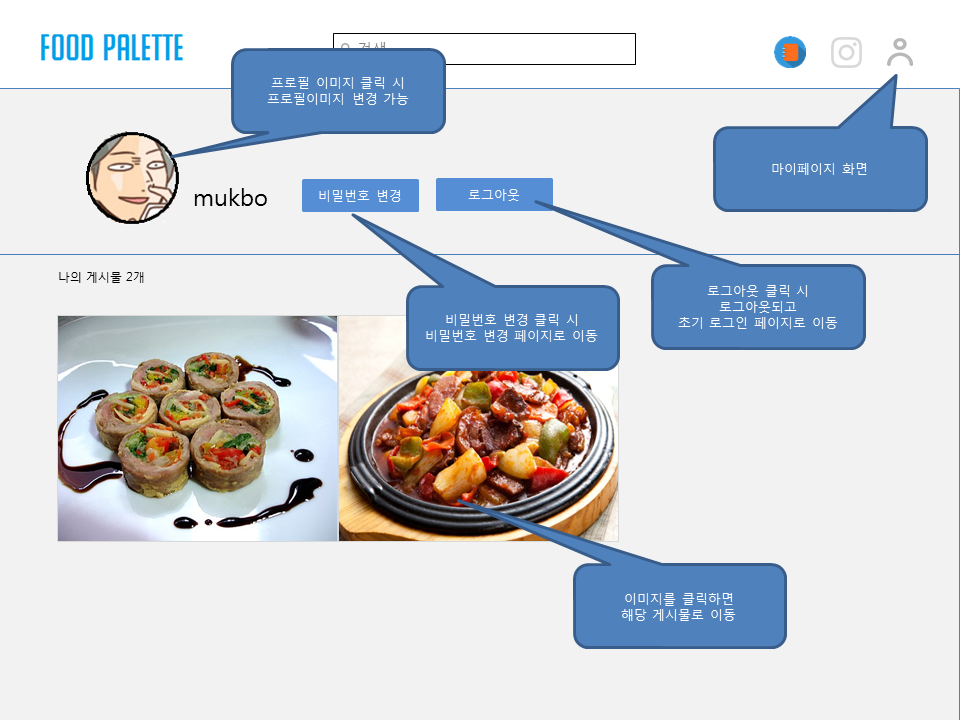 FOOD PALETTE
검색
프로필 이미지 클릭 시
프로필이미지 변경 가능
마이페이지 화면
mukbo
비밀번호 변경
로그아웃
나의 게시물 2개
비밀번호 변경 클릭 시
비밀번호 변경 페이지로 이동
로그아웃 클릭 시
로그아웃되고
초기 로그인 페이지로 이동
이미지를 클릭하면
해당 게시물로 이동